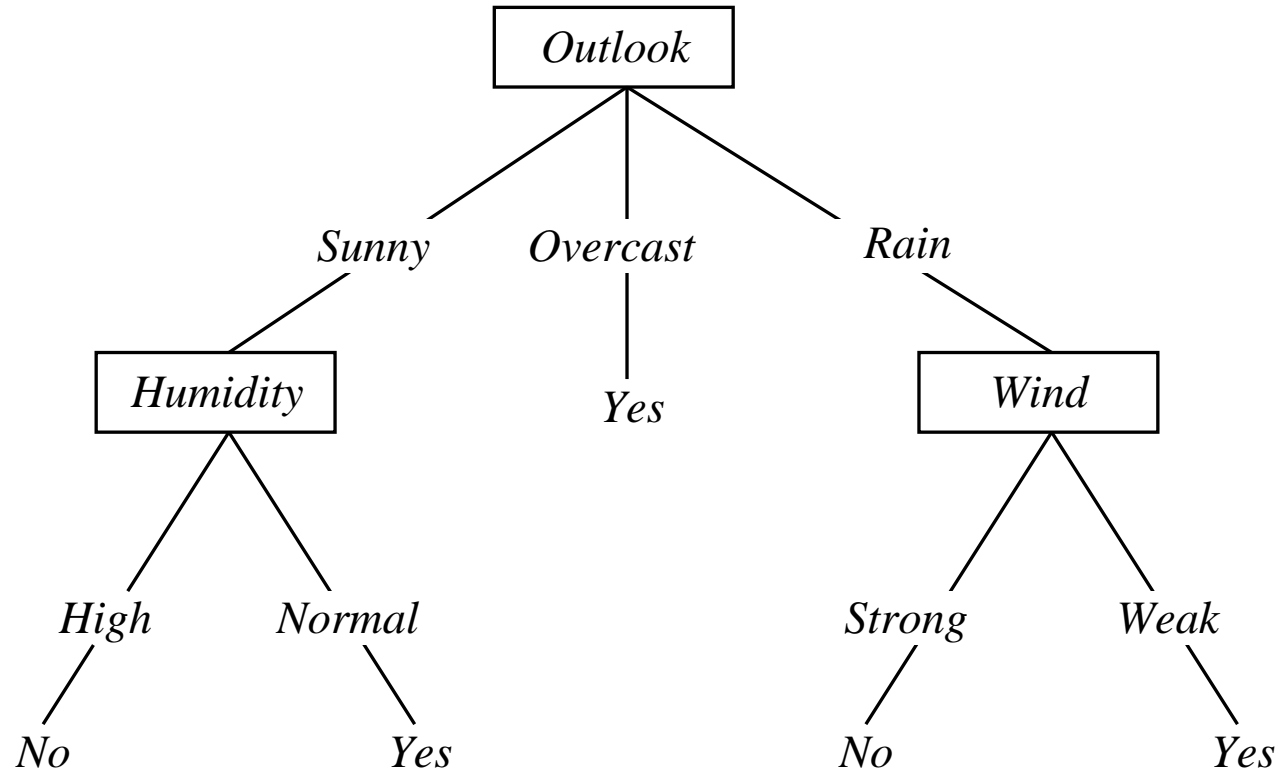 Outlook
Sunny Overcast Rain
Humidity Yes Wind
High Normal Strong Weak
No Yes No Yes